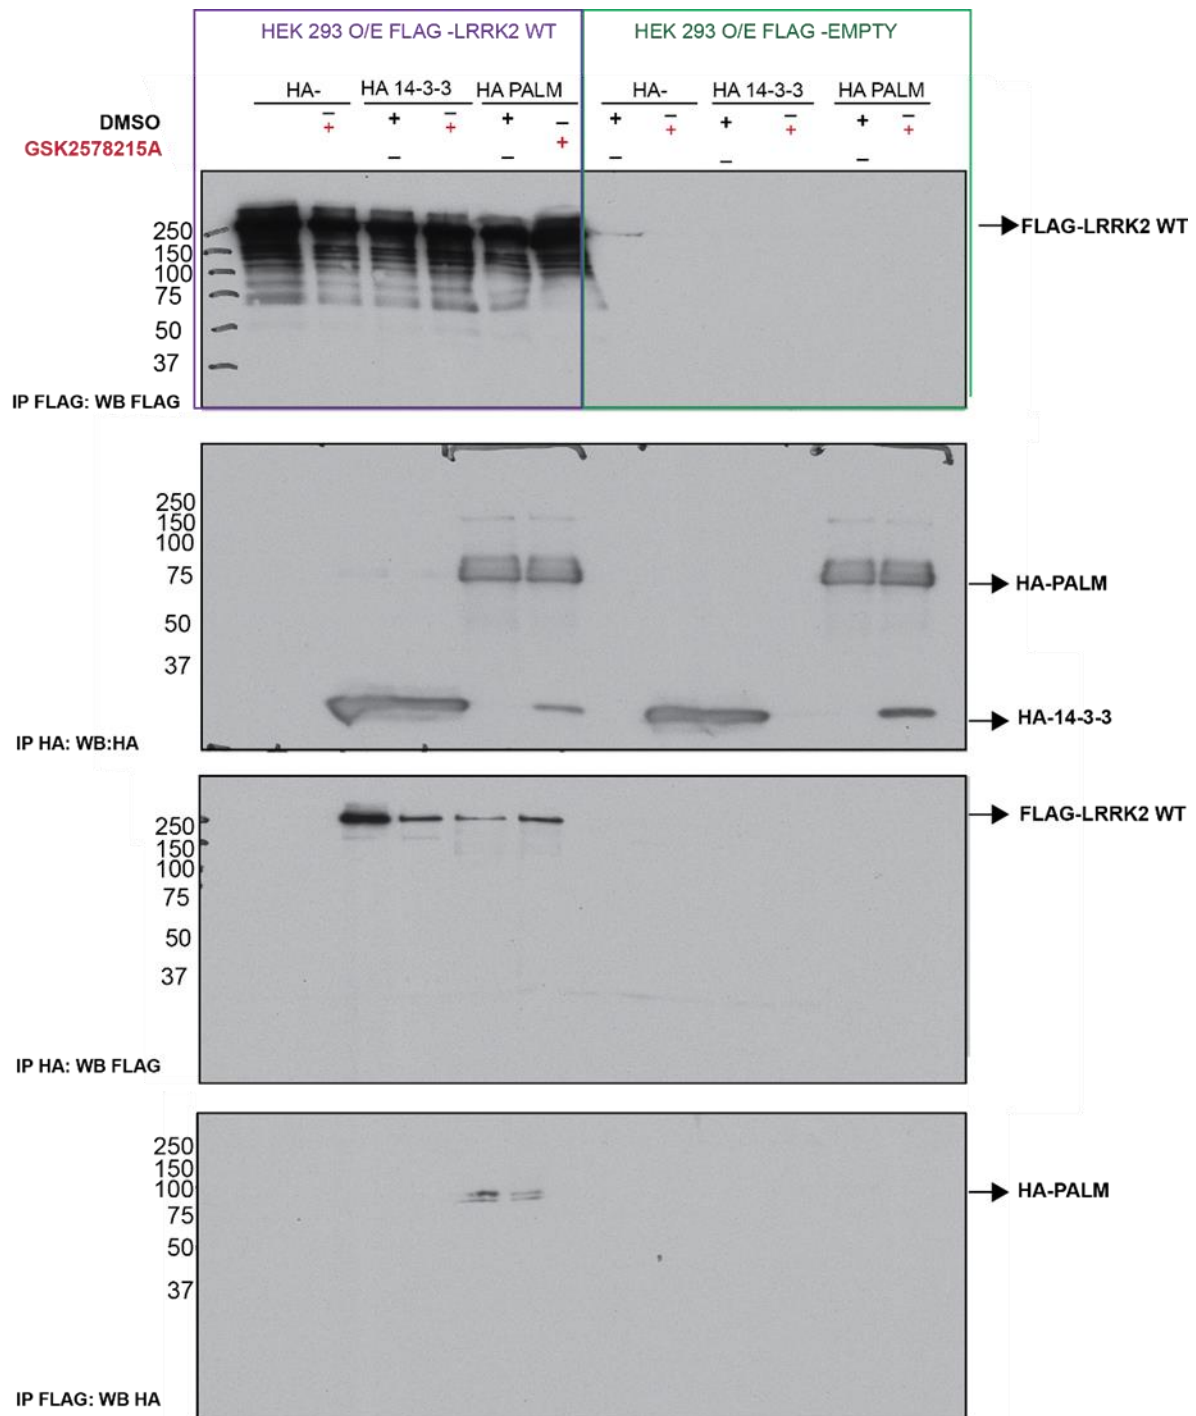 HEK 293 O/E FLAG -LRRK2 WT HEK 293 O/E FLAG -EMPTY
HA- HA 14-3-3 HA PALM HA- HA 14-3-3 HA PALM
DMSO − + − + − + − + − + −
GSK2578215A + − + − + − + − + − +
250
150
100
75
50
37
FLAG-LRRK2 WT
IP FLAG: WB FLAG
250
150
100
75
50
37
HA-PALM
HA-14-3-3
IP HA: WB:HA
250
150
100
75
50
37
FLAG-LRRK2 WT
IP HA: WB FLAG
250
150
100
75
50
37
HA-PALM
IP FLAG: WB HA